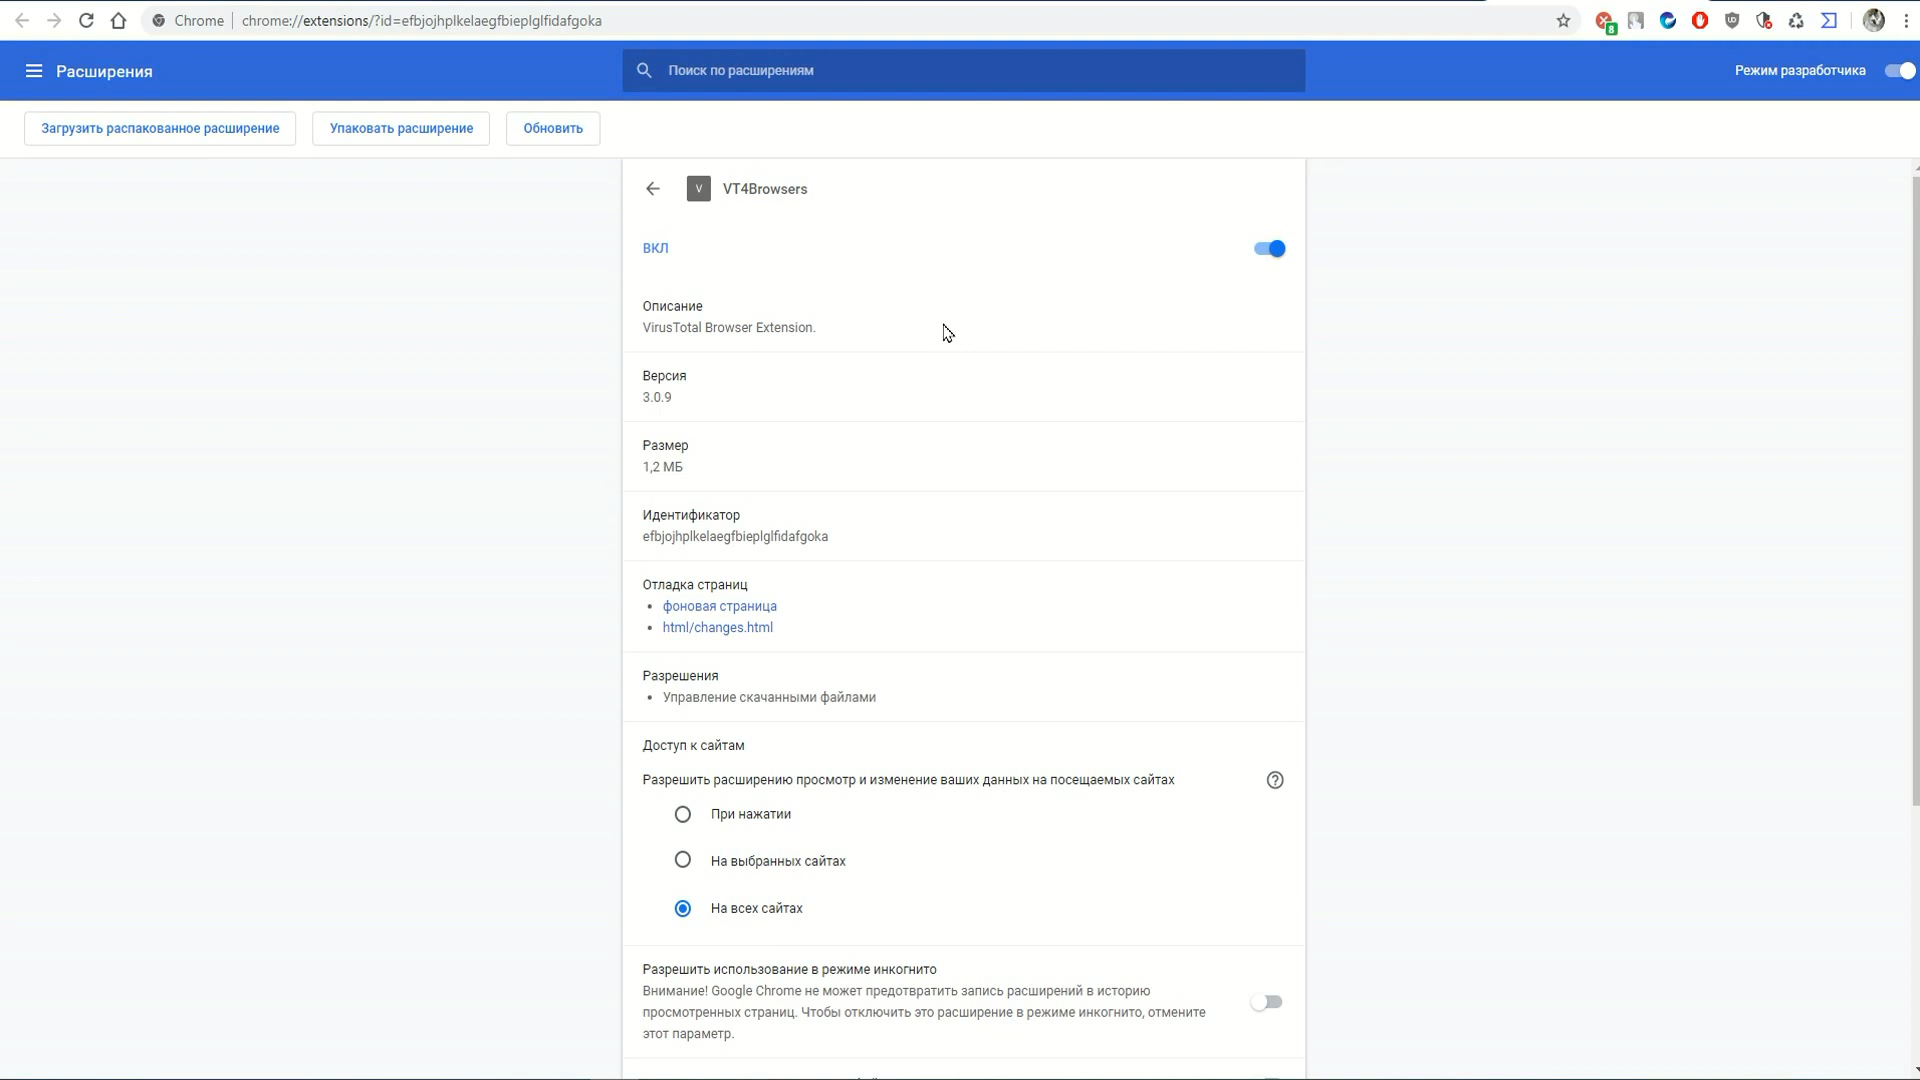 Chrome chrome://extensions/?id=efbjojhplkelaegfbieplglfidafgoka
8
Расширения
Поиск по расширениям
Режим разработчика
Загрузить распакованное расширение Упаковать расширение Обновить
V VT4Browsers
ВКЛ
Описание
VirusTotal Browser Extension.
Версия
3.0.9
Размер
1,2 МБ
Идентификатор
efbjojhplkelaegfbieplglfidafgoka
Отладка страниц
• фоновая страница
• html/changes.html
Разрешения
• Управление скачанными файлами
Доступ к сайтам
Разрешить расширению просмотр и изменение ваших данных на посещаемых сайтах
При нажатии
На выбранных сайтах
На всех сайтах
Разрешить использование в режиме инкогнито
Внимание! Google Chrome не может предотвратить запись расширений в историю
просмотренных страниц. Чтобы отключить это расширение в режиме инкогнито, отмените
этот параметр.